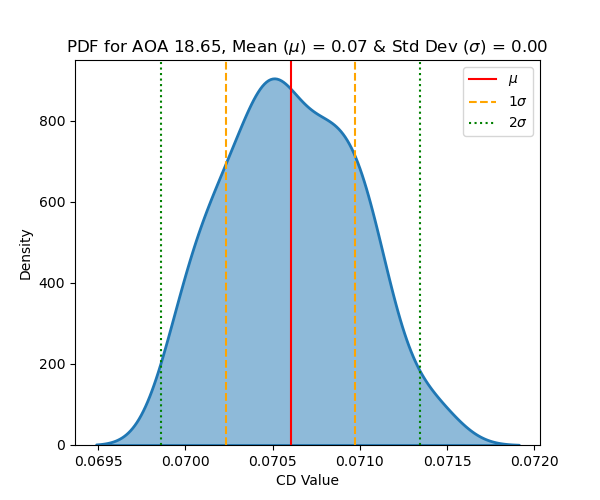 PDF for AOA 18.65, Mean (μ) = 0.07 & Std Dev (σ) = 0.00
μ
1σ
2σ
800
600
400
200
0
Density
0.0695 0.0700 0.0705 0.0710 0.0715 0.0720
CD Value